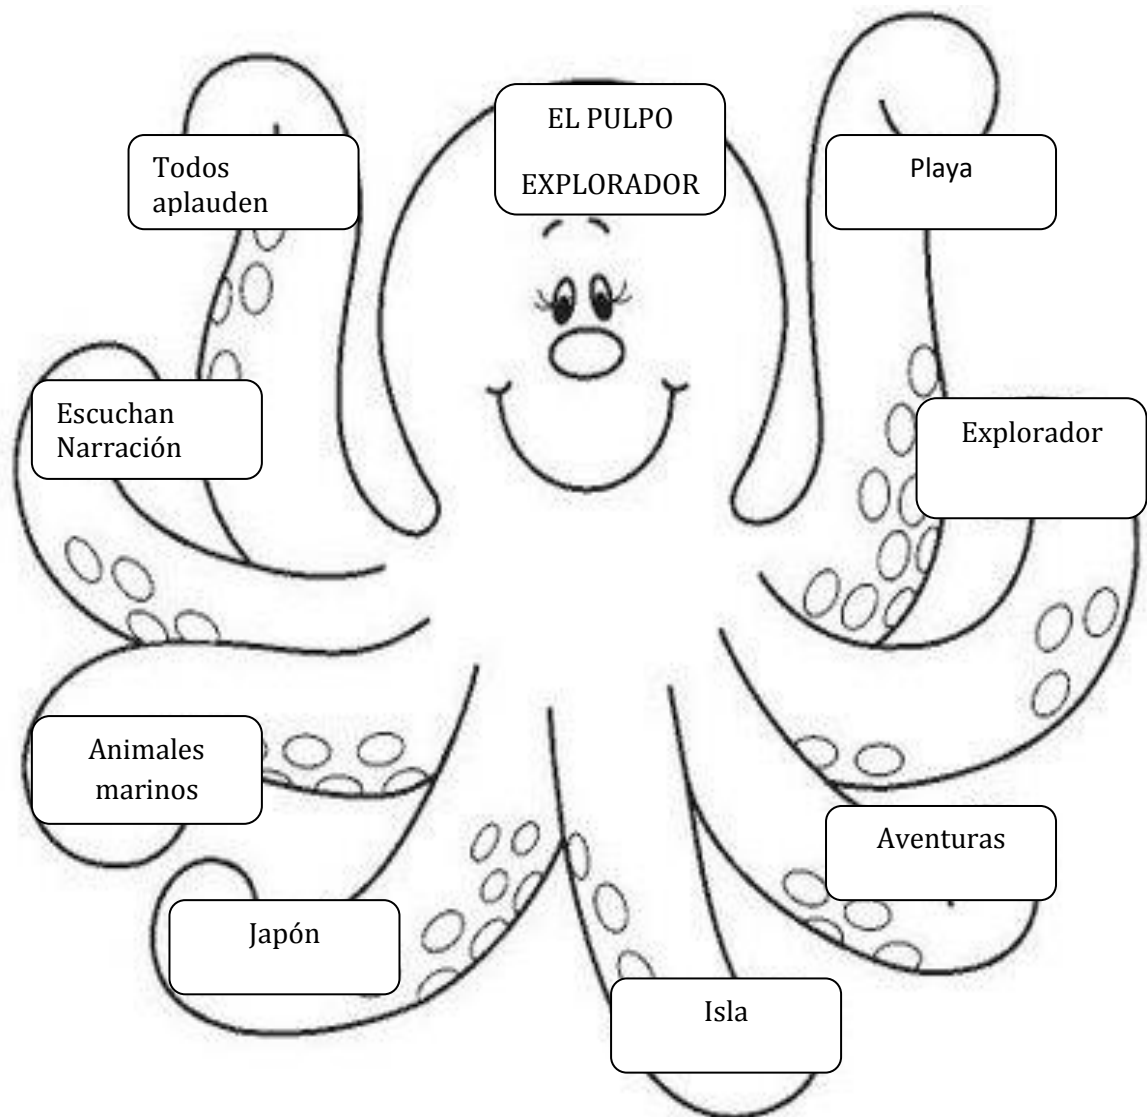 EL PULPO
EXPLORADOR
Todos
aplauden
Playa
Escuchan
Narración
Explorador
Animales
marinos
Aventuras
Japón
Isla